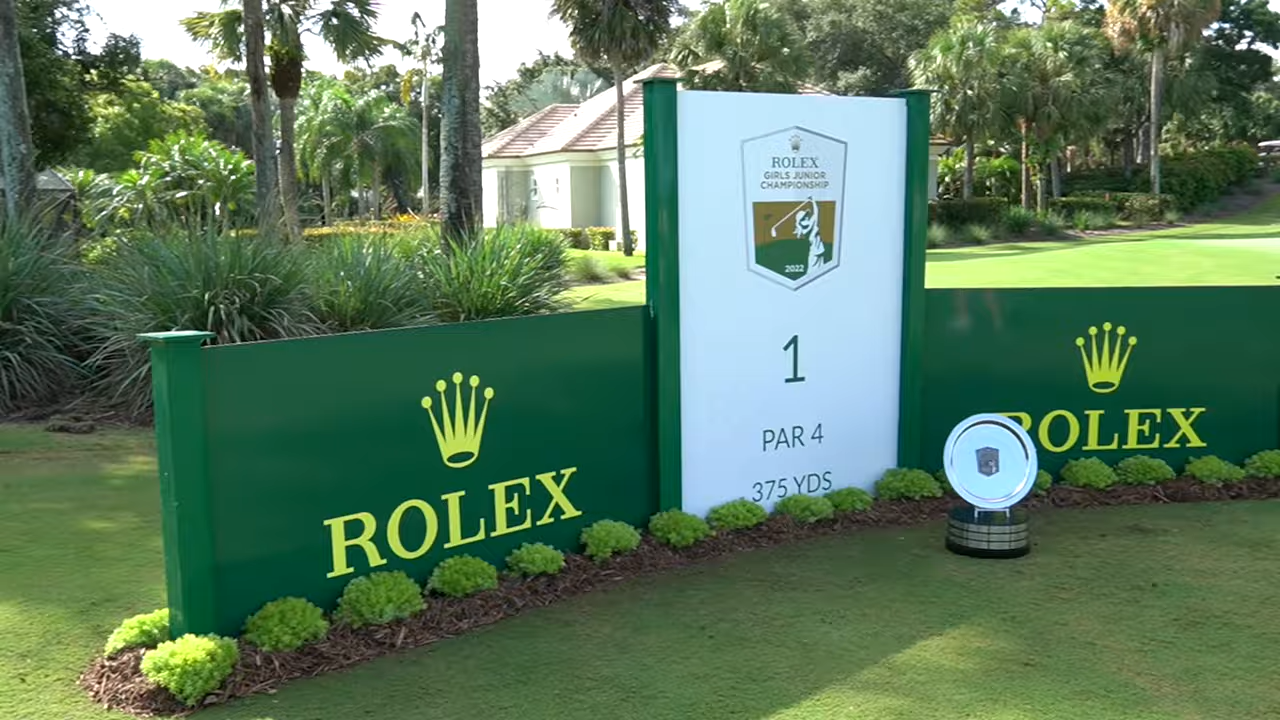 ROLEX
ROLEX
GIRLS JUNIOR
CHAMPIONSHIP
2022
1
PAR 4
375 YDS
ROLEX